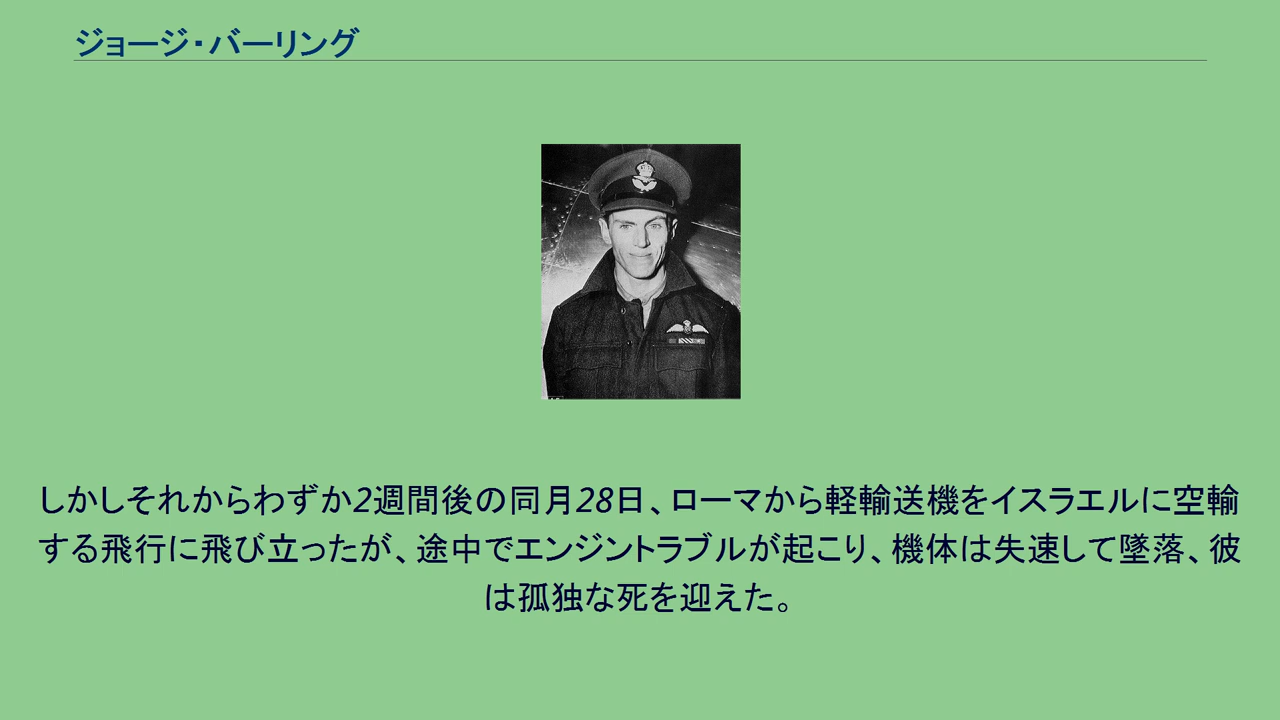 ジョージ・バーリング
しかしそれからわずか2週間後の同月28日、ローマから軽輸送機をイスラエルに空輸
する飛行に飛び立ったが、途中でエンジントラブルが起こり、機体は失速して墜落、彼
は孤独な死を迎えた。